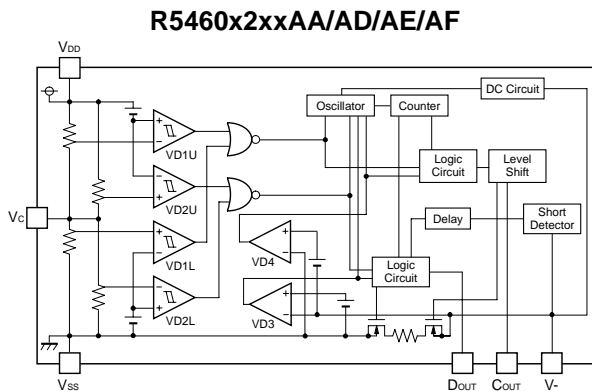 R5460x2xxAA/AD/AE/AF
VDD
DC Circuit
Oscillator
Counter
+
-
VD1U
Logic
Circuit
Level
Shift
-
+
VD2U
VC
Delay
Short
Detector
+
-
VD1L
+
-
VD4
Logic
Circuit
-
+
VD2L
+
-
VD3
VSS
DOUT
COUT
V-